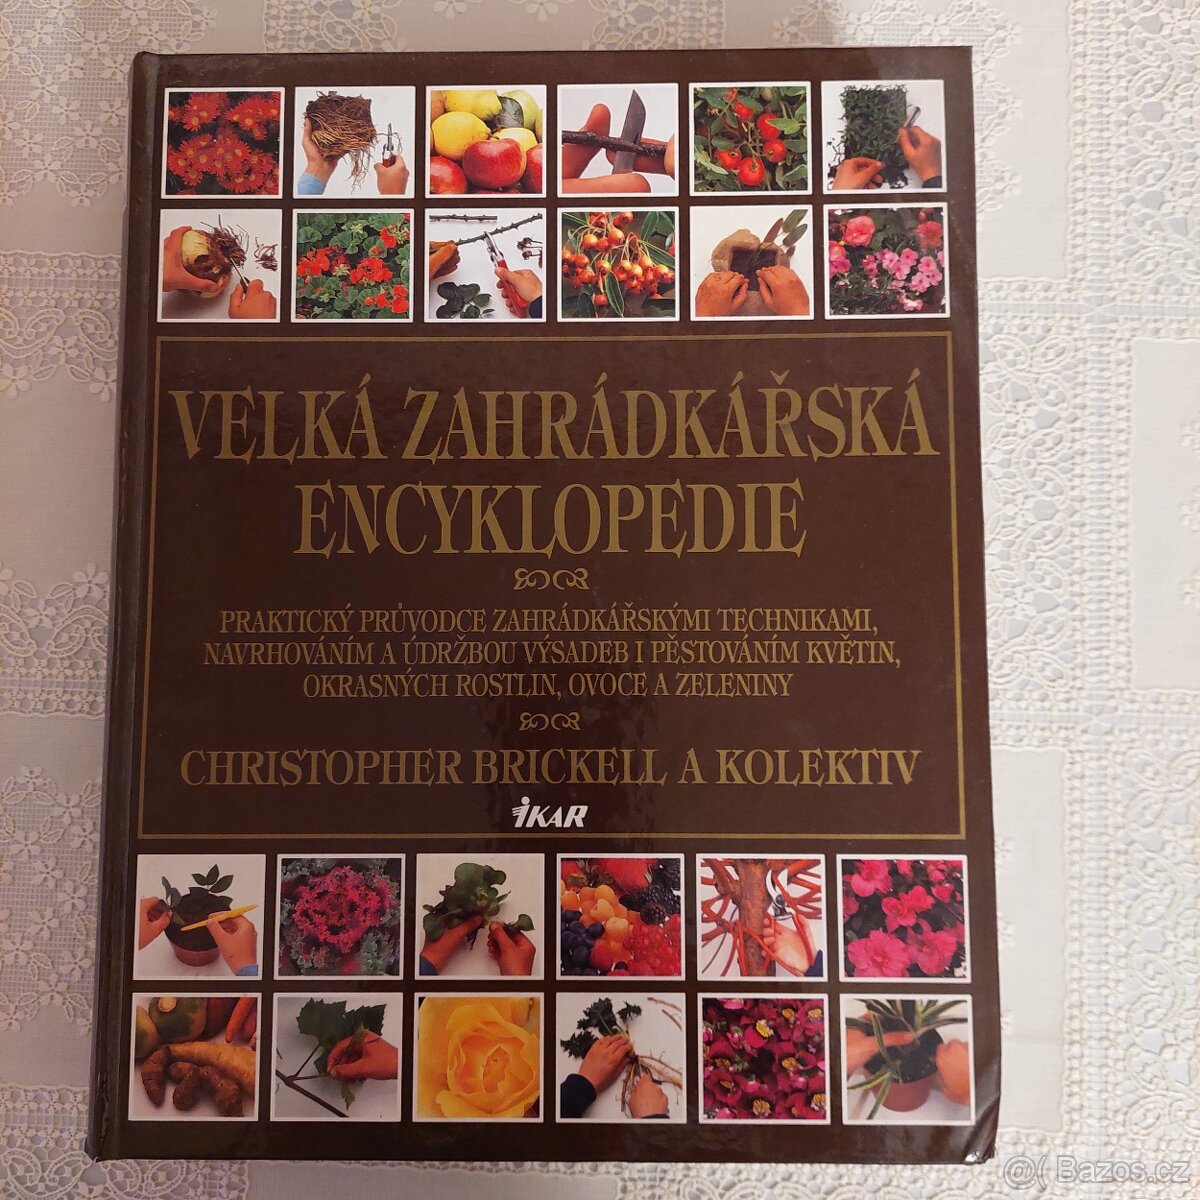 VELKÁ ZAHRÁDKÁŘSKÁ
ENCYKLOPEDIE
PRAKTICKÝ PRŮVODCE ZAHRÁDKÁŘSKÝMI TECHNIKAMI,
NAVRHOVÁNÍM A ÚDRŽBOU VÝSADEB I PĚSTOVÁNÍM KVĚTIN,
OKRASNÝCH ROSTLIN, OVOCE A ZELENINY
CHRISTOPHER BRICKELL A KOLEKTIV
IKAR
@( Bazos.cz